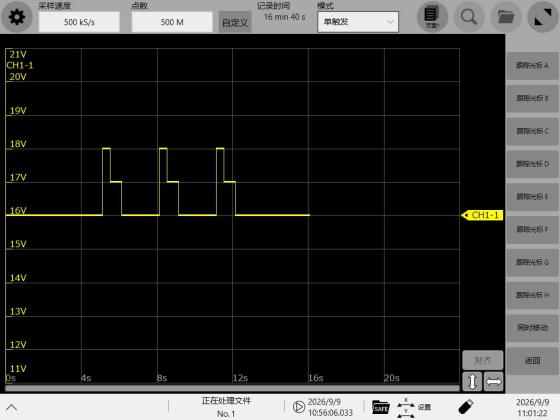 采样速度
500 kS/s
点数
500 M
自定义
记录时间
16 min 40 s
模式
单触发
21V
CH1-1
20V
19V
18V
17V
16V
15V
14V
13V
12V
11V
0s
4s
8s
12s
16s
20s
CH1-1
跟踪光标 A
跟踪光标 B
跟踪光标 C
跟踪光标 D
跟踪光标 E
跟踪光标 F
跟踪光标 G
跟踪光标 H
同时移动
对齐
返回
正在处理文件
No. 1
2026/9/9
10:56:06.033
SAFE
X
Y
设置
2026/9/9
11:01:22